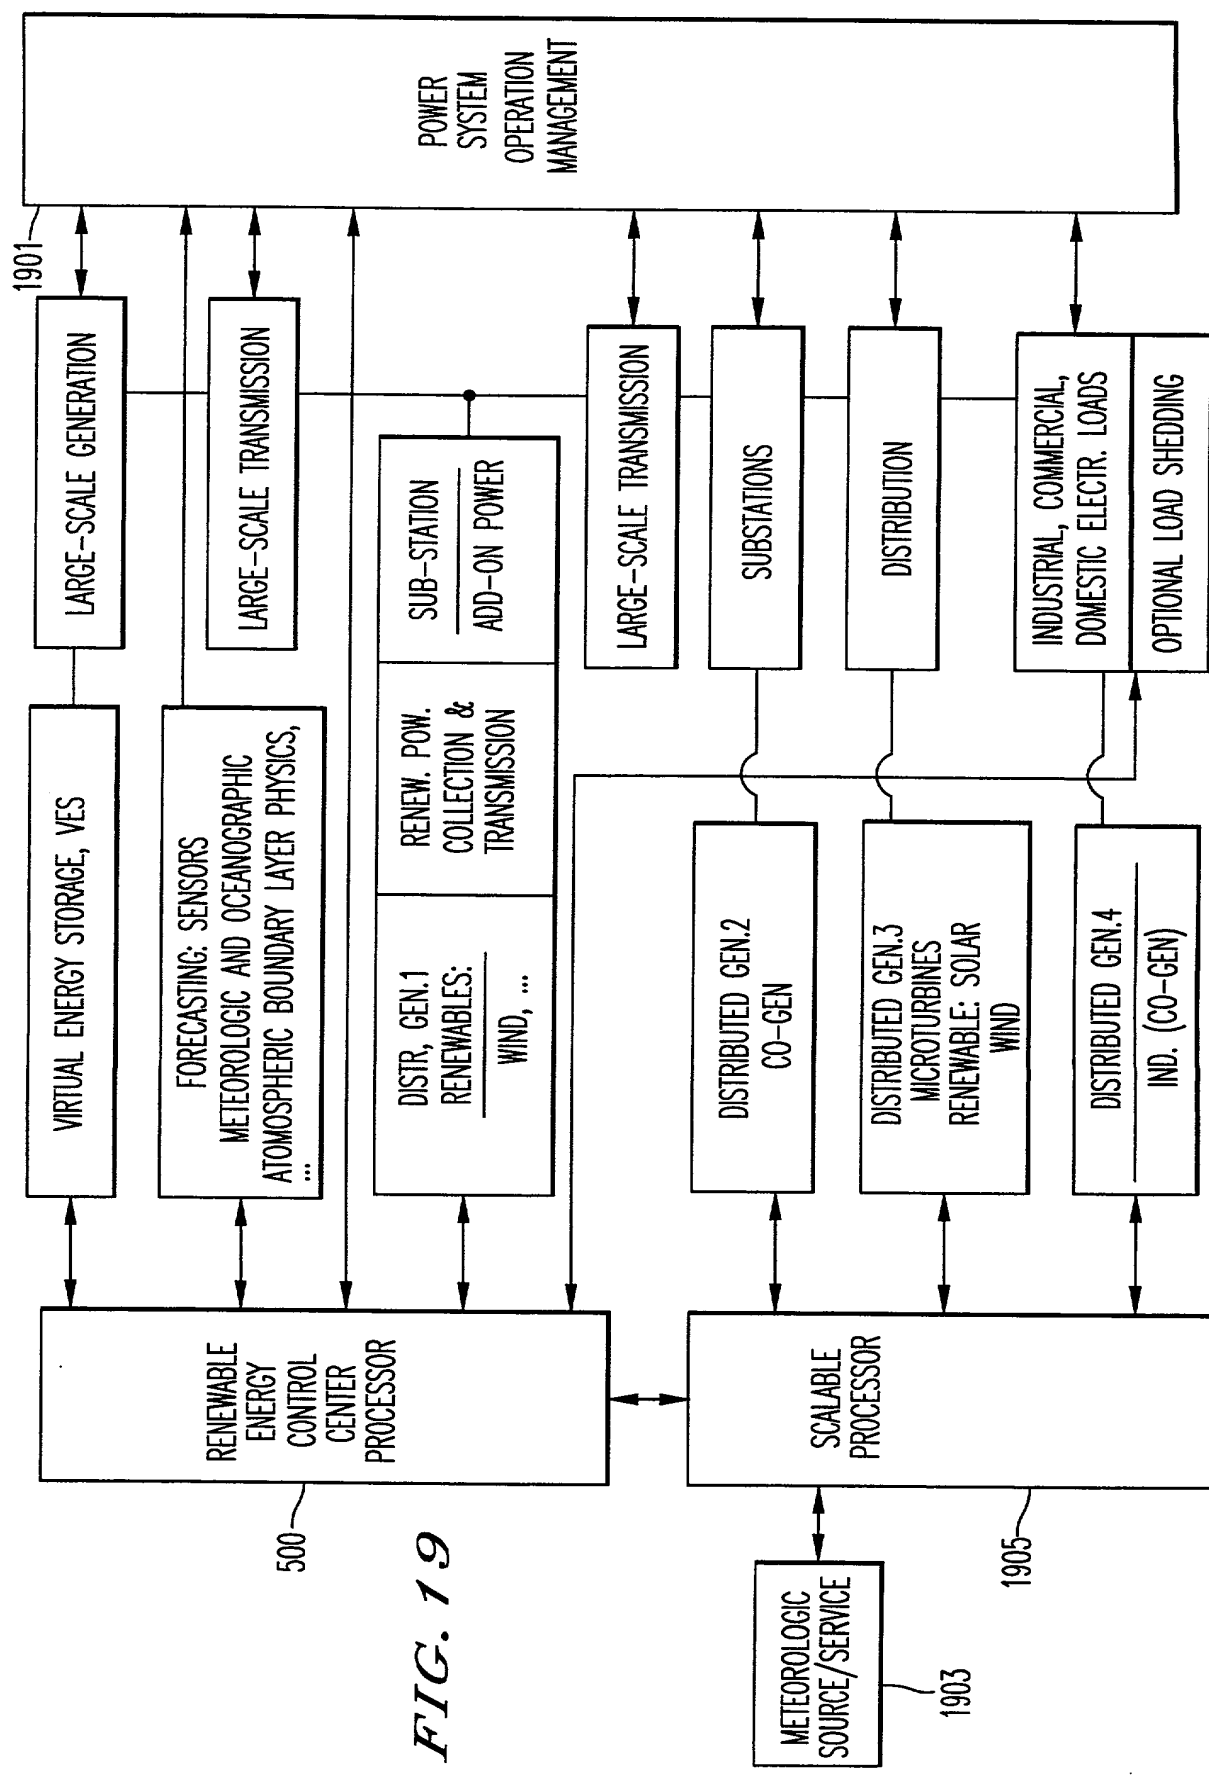 POWER
SYSTEM
OPERATION
MANAGEMENT
1901
LARGE-SCALE GENERATION
LARGE-SCALE TRANSMISSION
SUB-STATION
ADD-ON POWER
LARGE-SCALE TRANSMISSION
SUBSTATIONS
DISTRIBUTION
INDUSTRIAL, COMMERCIAL,
DOMESTIC ELECTR. LOADS
OPTIONAL LOAD SHEDDING
VIRTUAL ENERGY STORAGE, VES
FORECASTING: SENSORS
METEOROLOGIC AND OCEANOGRAPHIC
ATOMOSPHERIC BOUNDARY LAYER PHYSICS,
...
RENEW. POW.
COLLECTION &
TRANSMISSION
DISTR, GEN.1
RENEWABLES:
WIND, ...
DISTRIBUTED GEN.2
CO-GEN
DISTRIBUTED GEN.3
MICROTURBINES
RENEWABLE: SOLAR
WIND
DISTRIBUTED GEN.4
IND. (CO-GEN)
RENEWABLE
ENERGY
CONTROL
CENTER
PROCESSOR
500
SCALABLE
PROCESSOR
1905
METEOROLOGIC
SOURCE/SERVICE
1903
FIG. 19